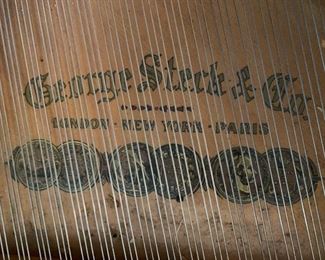 George Steck & Co.
LONDON - NEW YORK - PARIS